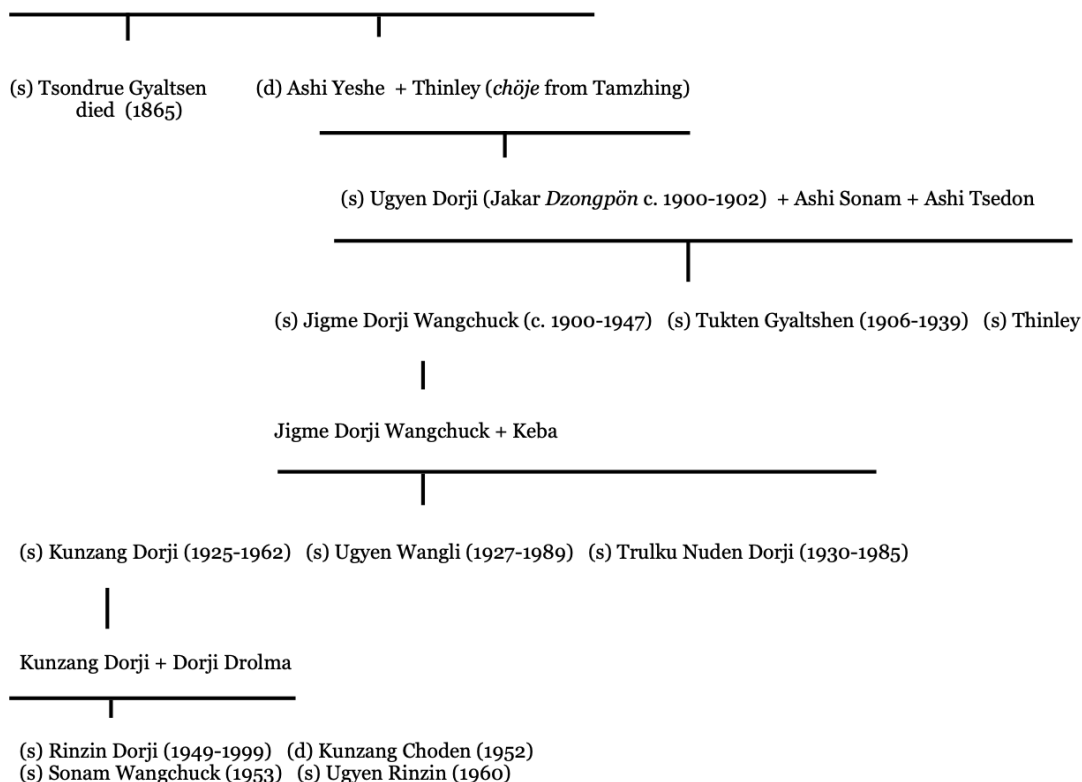 (s) Tsondrue Gyaltsen (d) Ashi Yeshe + Thinley (chöje from Tamzhing)
died (1865)
(s) Ugyen Dorji (Jakar Dzongpön c. 1900-1902) + Ashi Sonam + Ashi Tsedon
(s) Jigme Dorji Wangchuck (c. 1900-1947) (s) Tukten Gyaltshen (1906-1939) (s) Thinley
Jigme Dorji Wangchuck + Keba
(s) Kunzang Dorji (1925-1962) (s) Ugyen Wangli (1927-1989) (s) Trulku Nuden Dorji (1930-1985)
Kunzang Dorji + Dorji Drolma
(s) Rinzin Dorji (1949-1999) (d) Kunzang Choden (1952)
(s) Sonam Wangchuck (1953) (s) Ugyen Rinzin (1960)